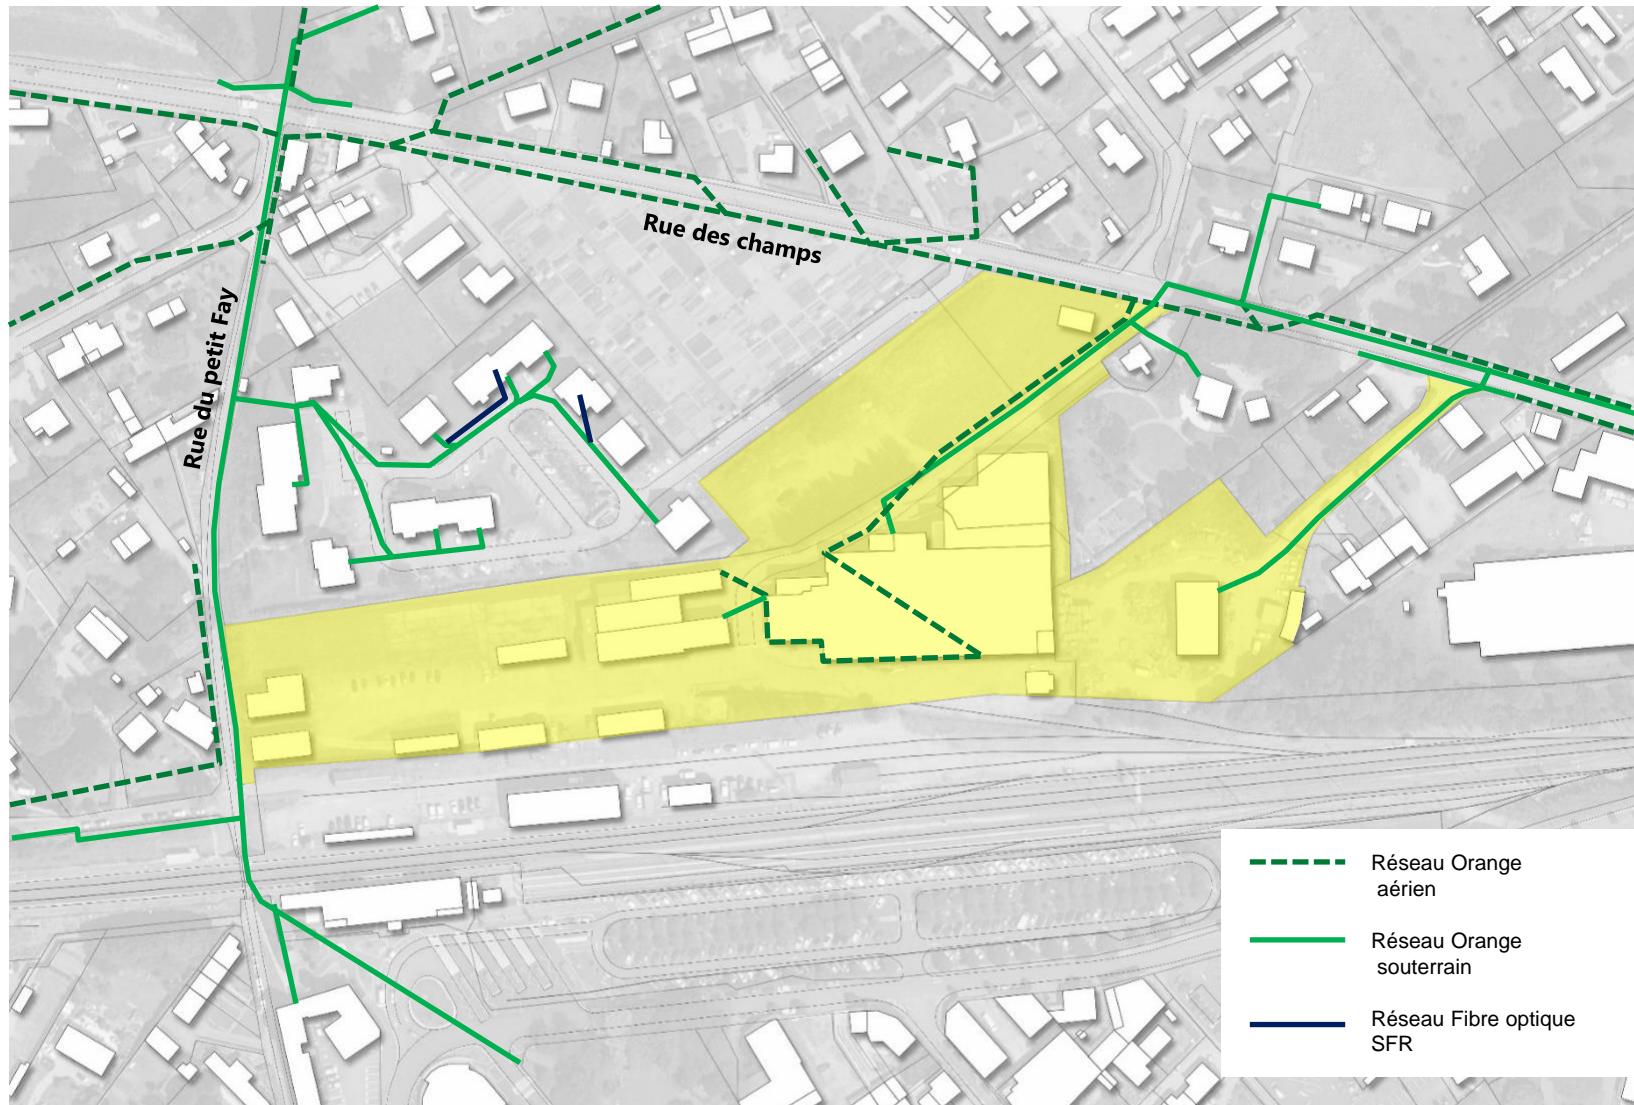 Rue des champs
Rue du petit Fay
Réseau Orange
aérien
Réseau Orange
souterrain
Réseau Fibre optique
SFR